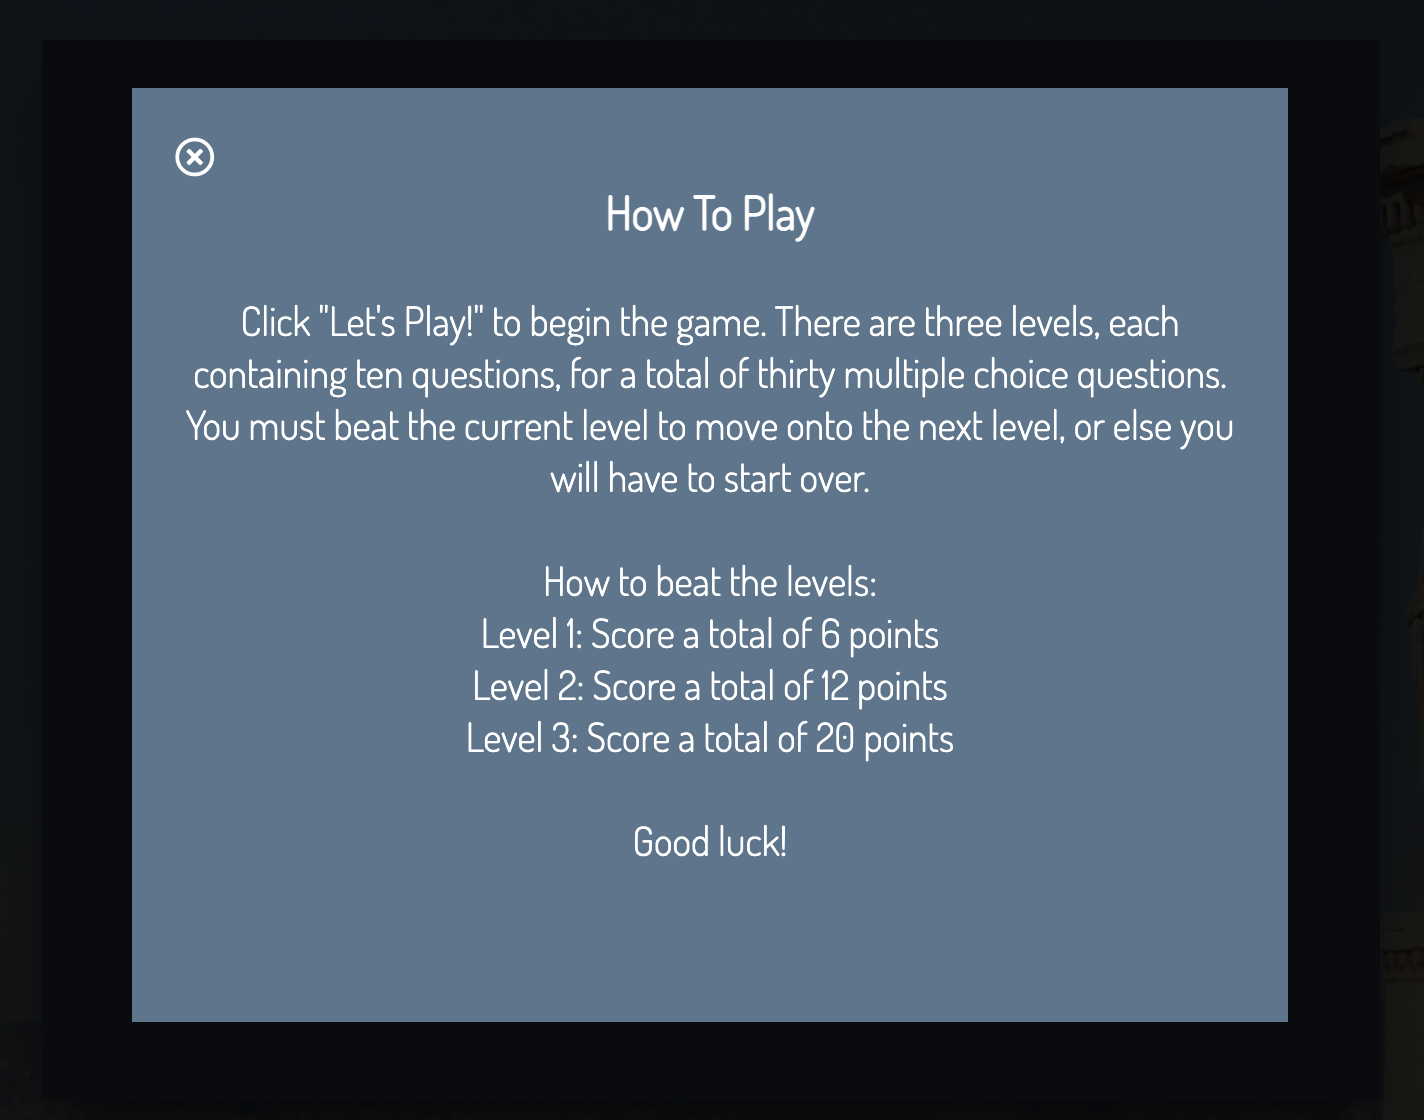 How To Play
Click "Let's Play!" to begin the game. There are three levels, each
containing ten questions, for a total of thirty multiple choice questions.
You must beat the current level to move onto the next level, or else you
will have to start over.
How to beat the levels:
Level 1: Score a total of 6 points
Level 2: Score a total of 12 points
Level 3: Score a total of 20 points
Good luck!